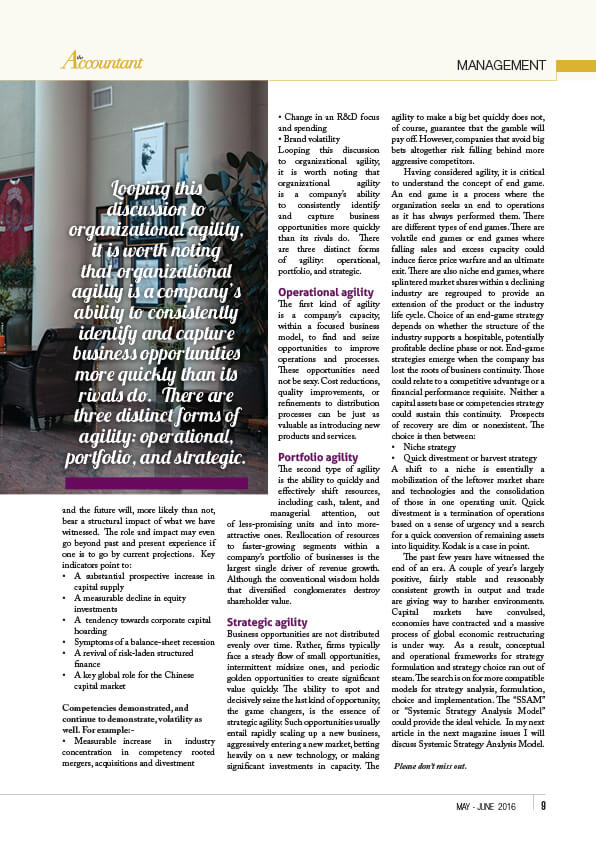 the
Accountant
MANAGEMENT
Looping this
discussion to
organizational agility,
it is worth noting
that organizational
agility is a company's
ability to consistently
identify and capture
business opportunities
more quickly than its
rivals do. There are
three distinct forms of
agility: operational,
portfolio, and strategic.
and the future will, more likely than not,
bear a structural impact of what we have
witnessed. The role and impact may even
go beyond past and present experience if
one is to go by current projections. Key
indicators point to:
• A substantial prospective increase in
capital supply
• A measurable decline in equity
investments
• A tendency towards corporate capital
hoarding
• Symptoms of a balance-sheet recession
• A revival of risk-laden structured
finance
• A key global role for the Chinese
capital market
Competencies demonstrated, and
continue to demonstrate, volatility as
well. For example:-
• Measurable increase in industry
concentration in competency rooted
mergers, acquisitions and divestment
• Change in an R&D focus
and spending
• Brand volatility
Looping this discussion
to organizational agility,
it is worth noting that
organizational agility
is a company's ability
to consistently identify
and capture business
opportunities more quickly
than its rivals do. There
are three distinct forms
of agility: operational,
portfolio, and strategic.
Operational agility
The first kind of agility
is a company's capacity,
within a focused business
model, to find and seize
opportunities to improve
operations and processes.
These opportunities need
not be sexy. Cost reductions,
quality improvements, or
refinements to distribution
processes can be just as
valuable as introducing new
products and services.
Portfolio agility
The second type of agility
is the ability to quickly and
effectively shift resources,
including cash, talent, and
managerial attention, out
of less-promising units and into more-
attractive ones. Reallocation of resources
to faster-growing segments within a
company's portfolio of businesses is the
largest single driver of revenue growth.
Although the conventional wisdom holds
that diversified conglomerates destroy
shareholder value.
Strategic agility
Business opportunities are not distributed
evenly over time. Rather, firms typically
face a steady flow of small opportunities,
intermittent midsize ones, and periodic
golden opportunities to create significant
value quickly. The ability to spot and
decisively seize the last kind of opportunity,
the game changers, is the essence of
strategic agility. Such opportunities usually
entail rapidly scaling up a new business,
aggressively entering a new market, betting
heavily on a new technology, or making
significant investments in capacity. The
agility to make a big bet quickly does not,
of course, guarantee that the gamble will
pay off. However, companies that avoid big
bets altogether risk falling behind more
aggressive competitors.
Having considered agility, it is critical
to understand the concept of end game.
An end game is a process where the
organization seeks an end to operations
as it has always performed them. There
are different types of end games. There are
volatile end games or end games where
falling sales and excess capacity could
induce fierce price warfare and an ultimate
exit. There are also niche end games, where
splintered market shares within a declining
industry are regrouped to provide an
extension of the product or the industry
life cycle. Choice of an end-game strategy
depends on whether the structure of the
industry supports a hospitable, potentially
profitable decline phase or not. End-game
strategies emerge when the company has
lost the roots of business continuity. Those
could relate to a competitive advantage or a
financial performance requisite. Neither a
capital assets base or competencies strategy
could sustain this continuity. Prospects
of recovery are dim or nonexistent. The
choice is then between:
• Niche strategy
• Quick divestment or harvest strategy
A shift to a niche is essentially a
mobilization of the leftover market share
and technologies and the consolidation
of those in one operating unit. Quick
divestment is a termination of operations
based on a sense of urgency and a search
for a quick conversion of remaining assets
into liquidity. Kodak is a case in point.
The past few years have witnessed the
end of an era. A couple of year's largely
positive, fairly stable and reasonably
consistent growth in output and trade
are giving way to harsher environments.
Capital markets have convulsed,
economies have contracted and a massive
process of global economic restructuring
is under way. As a result, conceptual
and operational frameworks for strategy
formulation and strategy choice ran out of
steam. The search is on for more compatible
models for strategy analysis, formulation,
choice and implementation. The "SSAM"
or "Systemic Strategy Analysis Model"
could provide the ideal vehicle. In my next
article in the next magazine issues I will
discuss Systemic Strategy Analysis Model.
Please don't miss out.
MAY - JUNE 2016 9